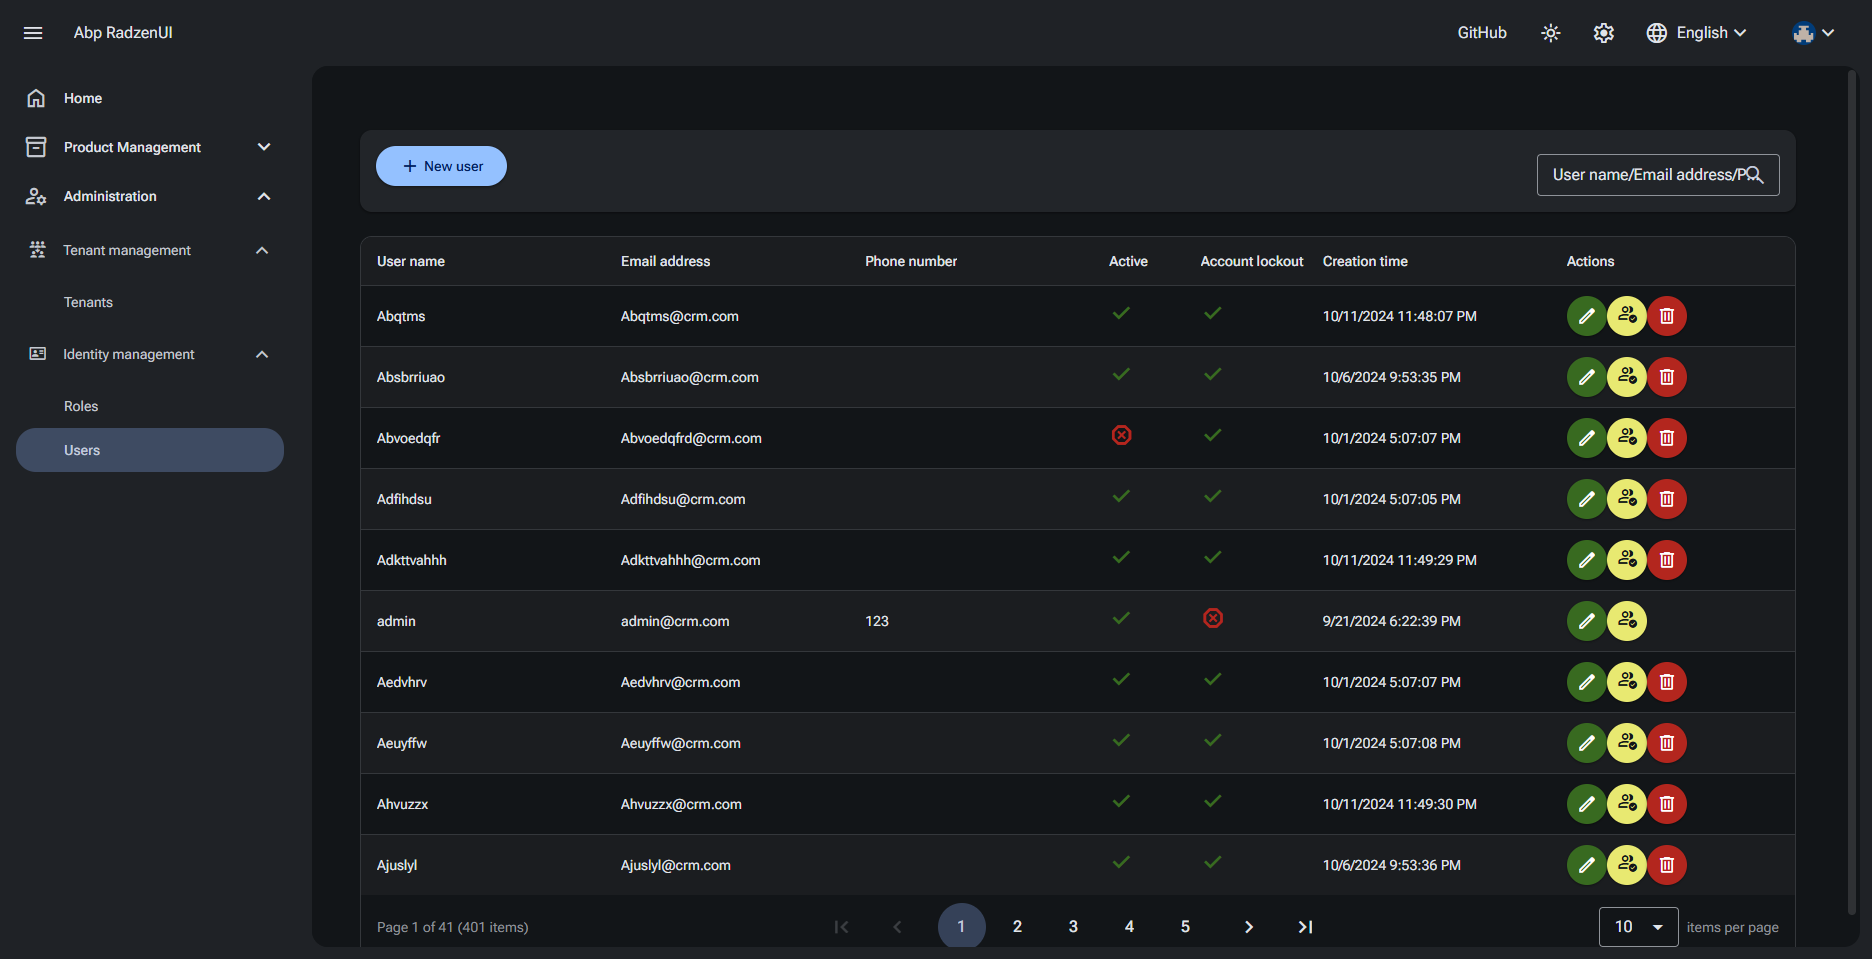 Abp RadzenUI
GitHub
English
Home
Product Management
Administration
Tenant management
Tenants
Identity management
Roles
Users
New user
User name/Email address/P...
User name Email address Phone number Active Account lockout Creation time Actions
Abqtms Abqtms@crm.com 10/11/2024 11:48:07 PM
Absbrriuao Absbrriuao@crm.com 10/6/2024 9:53:35 PM
Abvoedqfr Abvoedqfrd@crm.com 10/1/2024 5:07:07 PM
Adfihdsu Adfihdsu@crm.com 10/1/2024 5:07:05 PM
Adkttvahhh Adkttvahhh@crm.com 10/11/2024 11:49:29 PM
admin admin@crm.com 123 9/21/2024 6:22:39 PM
Aedvhrv Aedvhrv@crm.com 10/1/2024 5:07:07 PM
Aeuyffw Aeuyffw@crm.com 10/1/2024 5:07:08 PM
Ahvuzzx Ahvuzzx@crm.com 10/11/2024 11:49:30 PM
Ajuslyl Ajuslyl@crm.com 10/6/2024 9:53:36 PM
Page 1 of 41 (401 items) 1 2 3 4 5 10 items per page